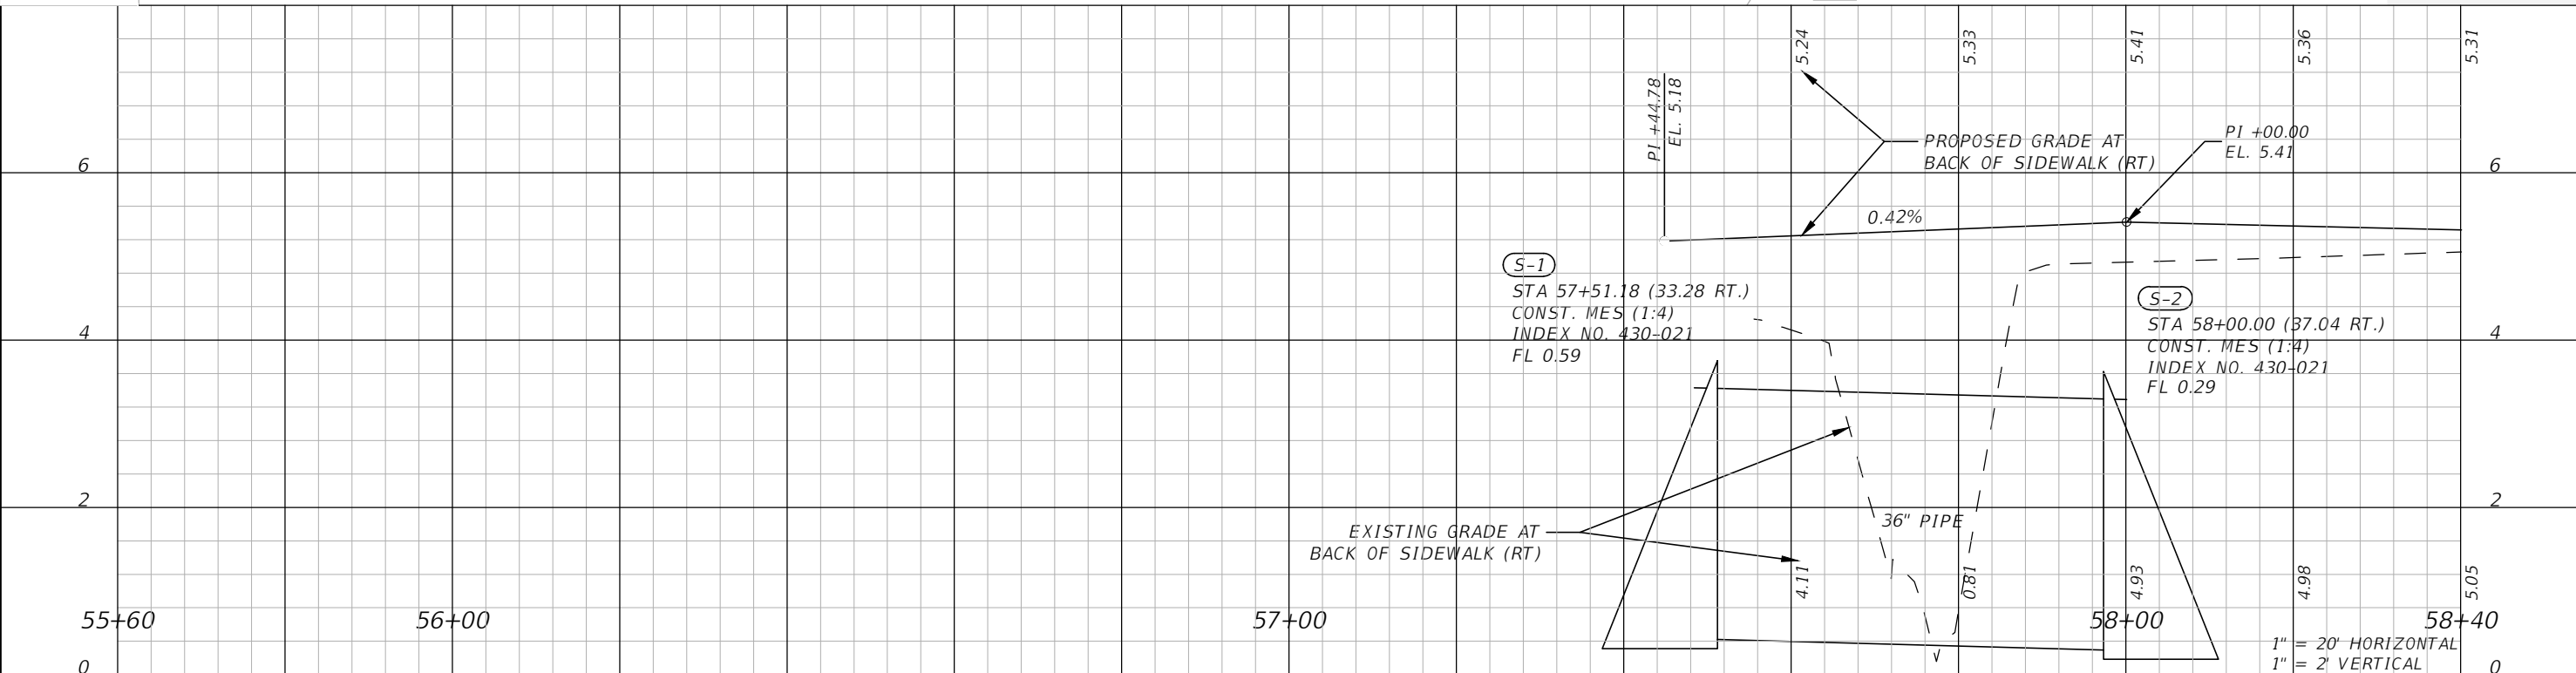 5.24
5.33
5.41
5.36
5.31
PI +44.78
EL. 5.18
PROPOSED GRADE AT
BACK OF SIDEWALK (RT)
PI +00.00
EL. 5.41
6
6
0.42%
S-1
STA 57+51.18 (33.28 RT.)
CONST. MES (1:4)
INDEX NO. 430-021
FL 0.59
S-2
STA 58+00.00 (37.04 RT.)
CONST. MES (1:4)
INDEX NO. 430-021
FL 0.29
4
4
2
2
36" PIPE
EXISTING GRADE AT
BACK OF SIDEWALK (RT)
4.11
0.81
4.93
4.98
5.05
55+60
56+00
57+00
58+00
58+40
1" = 20' HORIZONTAL
1" = 2' VERTICAL
0
0